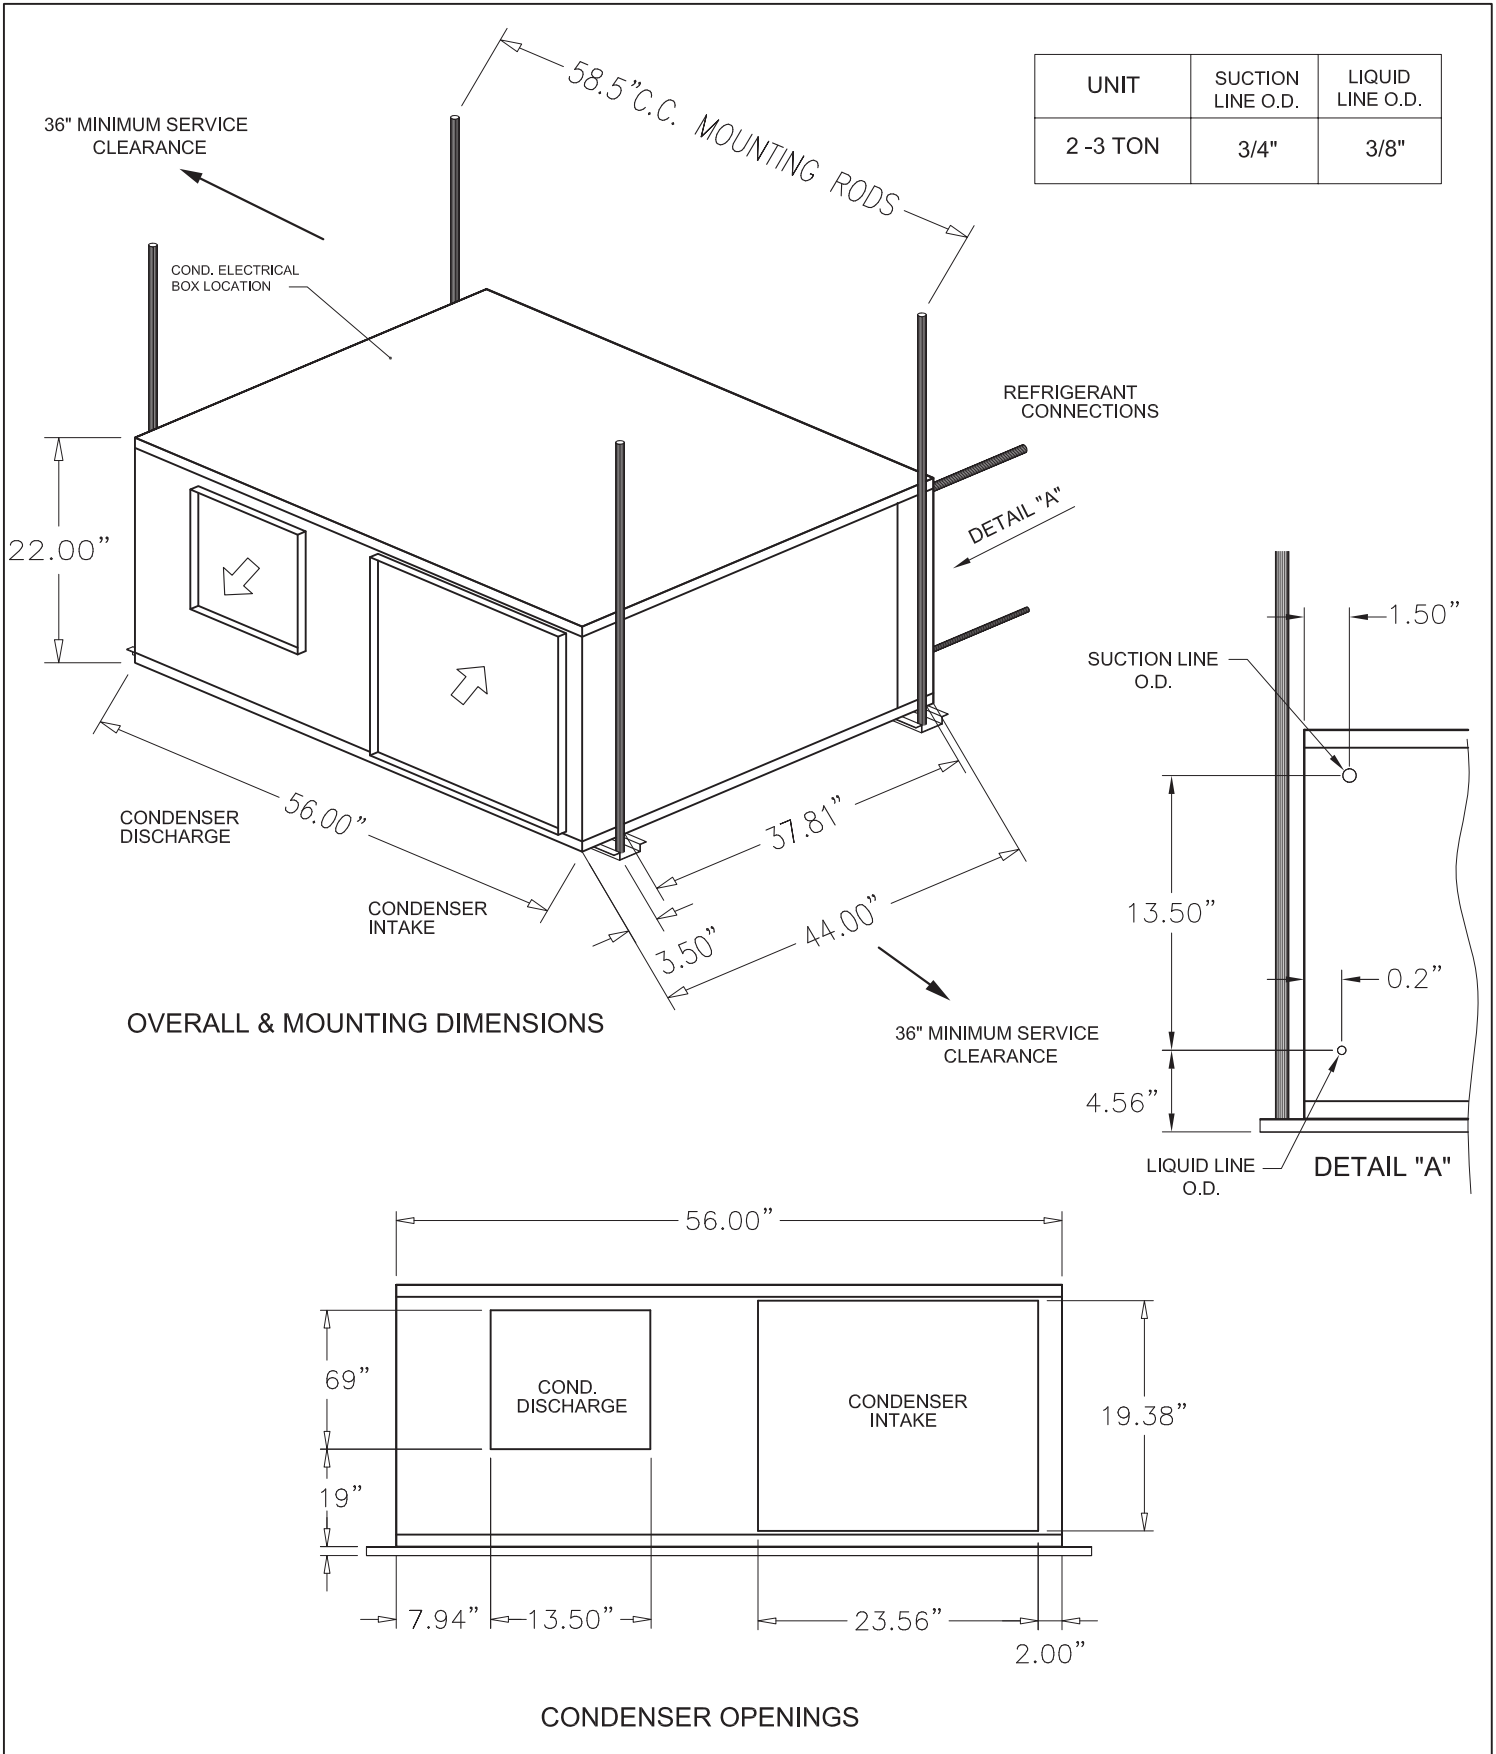 58.5”C.C. MOUNTING RODS
UNIT
SUCTION
LINE O.D.
LIQUID
LINE O.D.
2 -3 TON
3/4"
3/8"
36" MINIMUM SERVICE
CLEARANCE
COND. ELECTRICAL
BOX LOCATION
REFRIGERANT
CONNECTIONS
DETAIL "A"
22.00”
56.00”
CONDENSER
DISCHARGE
CONDENSER
INTAKE
37.81”
44.00”
3.50”
36" MINIMUM SERVICE
CLEARANCE
OVERALL & MOUNTING DIMENSIONS
1.50”
SUCTION LINE
O.D.
13.50”
0.2”
4.56”
LIQUID LINE
O.D.
DETAIL "A"
56.00”
69”
COND.
DISCHARGE
CONDENSER
INTAKE
19.38”
19”
7.94”
13.50”
23.56”
2.00”
CONDENSER OPENINGS